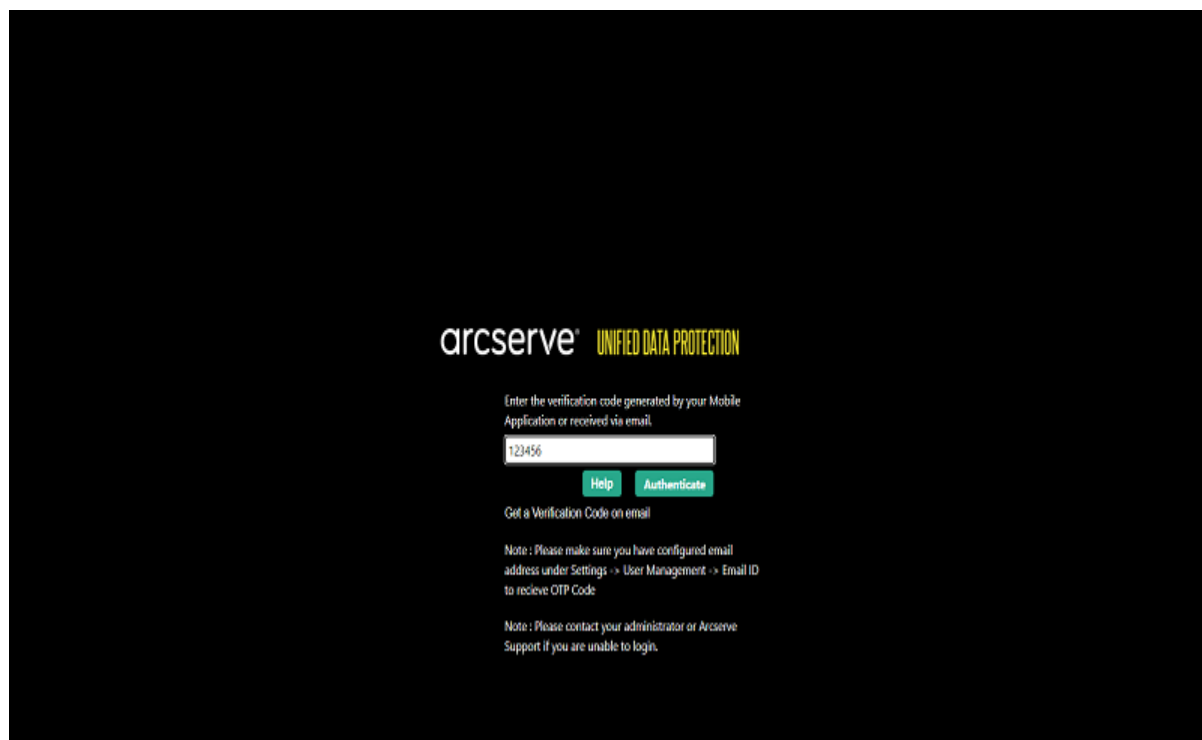 arcserve® UNIFIED DATA PROTECTION
Enter the verification code generated by your Mobile
Application or received via email.
123456
Help Authenticate
Get a Verification Code on email
Note : Please make sure you have configured email
address under Settings -> User Management -> Email ID
to recieve OTP Code
Note : Please contact your administrator or Arcserve
Support if you are unable to login.